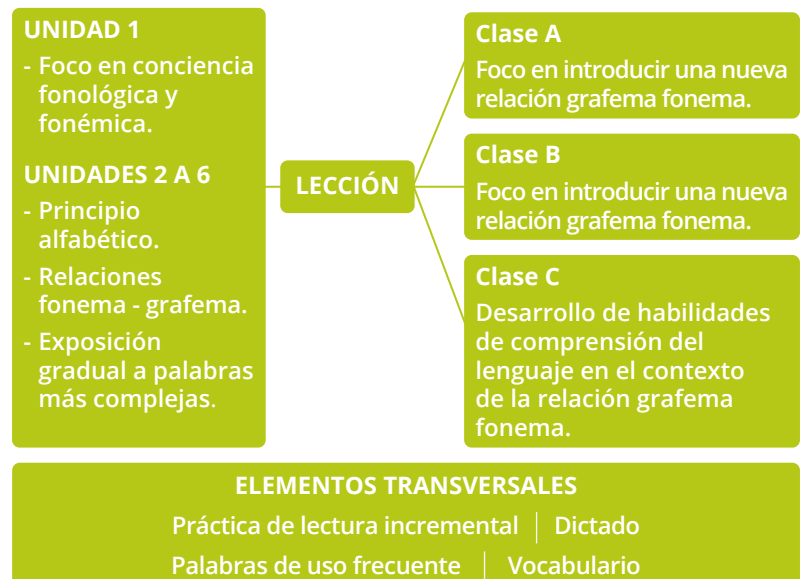 UNIDAD 1
- Foco en conciencia
fonológica y
fonémica.
UNIDADES 2 A 6
- Principio
alfabético.
- Relaciones
fonema - grafema.
- Exposición
gradual a palabras
más complejas.
LECCIÓN
Clase A
Foco en introducir una nueva
relación grafema fonema.
Clase B
Foco en introducir una nueva
relación grafema fonema.
Clase C
Desarrollo de habilidades
de comprensión del
lenguaje en el contexto
de la relación grafema
fonema.
ELEMENTOS TRANSVERSALES
Práctica de lectura incremental | Dictado
Palabras de uso frecuente | Vocabulario